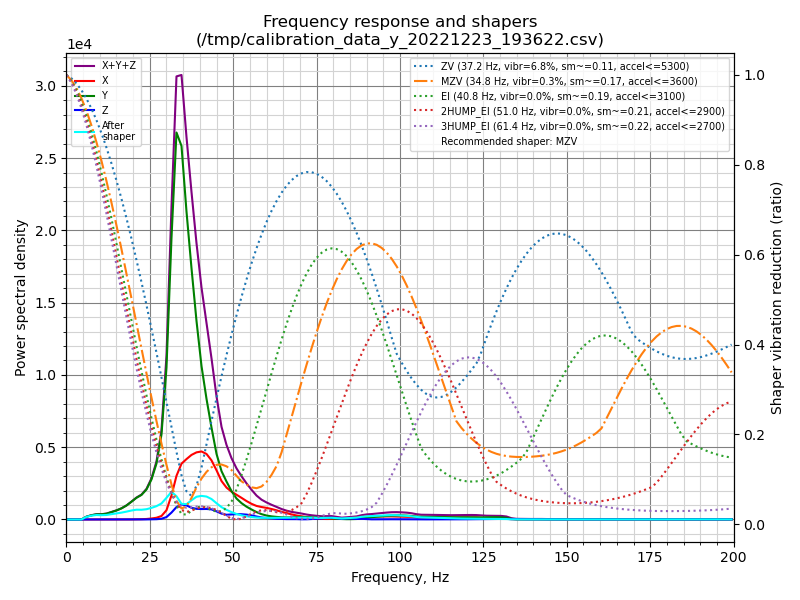 Frequency response and shapers
(/tmp/calibration_data_y_20221223_193622.csv)
1e4
X+Y+Z
X
Y
Z
After
shaper
ZV (37.2 Hz, vibr=6.8%, sm~=0.11, accel<=5300)
MZV (34.8 Hz, vibr=0.3%, sm~=0.17, accel<=3600)
EI (40.8 Hz, vibr=0.0%, sm~=0.19, accel<=3100)
2HUMP_EI (51.0 Hz, vibr=0.0%, sm~=0.21, accel<=2900)
3HUMP_EI (61.4 Hz, vibr=0.0%, sm~=0.22, accel<=2700)
Recommended shaper: MZV
Power spectral density
3.0
2.5
2.0
1.5
1.0
0.5
0.0
1.0
0.8
0.6
0.4
0.2
0.0
Shaper vibration reduction (ratio)
0 25 50 75 100 125 150 175 200
Frequency, Hz